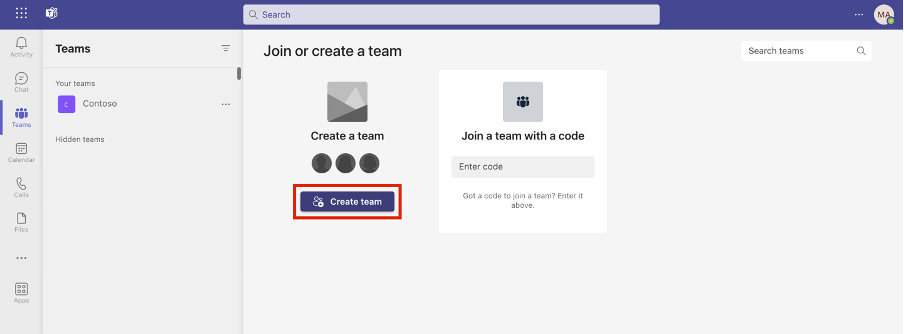 Search
MA
Activity
Chat
Teams
Calendar
Calls
Files
Apps
Teams
Your teams
C
Contoso
Hidden teams
Join or create a team
Search teams
Create a team
Create team
Join a team with a code
Enter code
Got a code to join a team? Enter it
above.